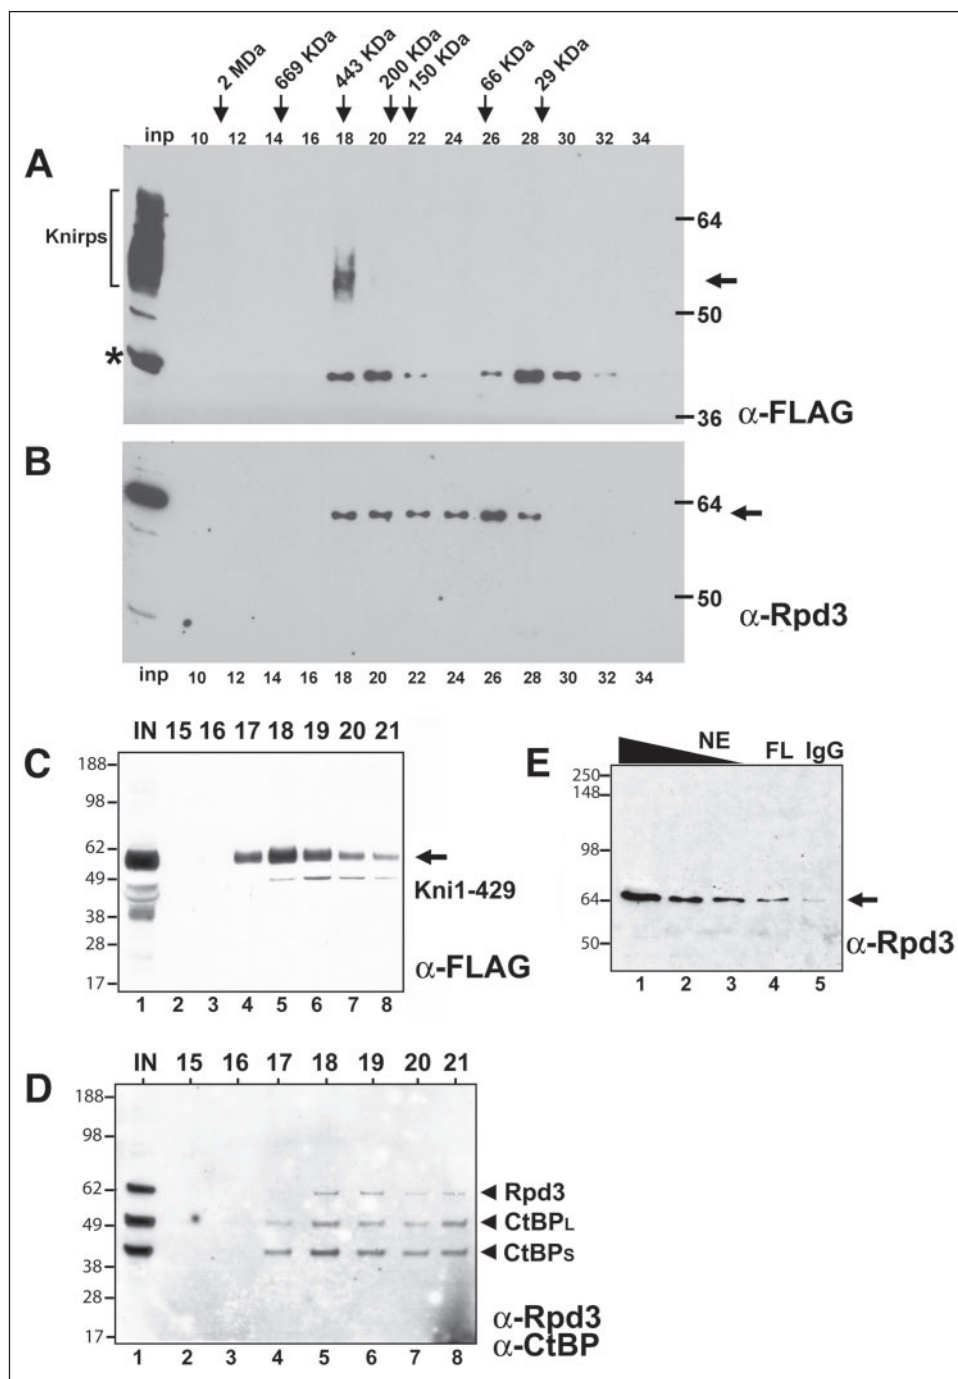 2 MDa 669 KDa 443 KDa 200 KDa 150 KDa 66 KDa 29 KDa
inp 10 12 14 16 18 20 22 24 26 28 30 32 34
A
Knirps
*
64
50
36
α-FLAG
B
64
50
α-Rpd3
inp 10 12 14 16 18 20 22 24 26 28 30 32 34
IN 15 16 17 18 19 20 21
C
188
98
62
49
38
28
17
Kni1-429
α-FLAG
1 2 3 4 5 6 7 8
E
NE FL IgG
250
148
98
64
50
α-Rpd3
1 2 3 4 5
IN 15 16 17 18 19 20 21
D
188
98
62
49
38
28
17
Rpd3
CtBPL
CtBPS
α-Rpd3
α-CtBP
1 2 3 4 5 6 7 8